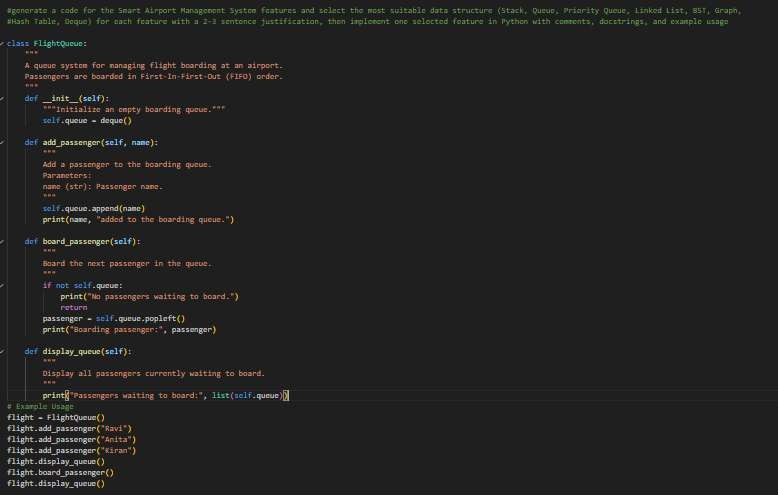 #generate a code for the Smart Airport Management System features and select the most suitable data structure (Stack, Queue, Priority Queue, Linked List, BST, Graph,
#Hash Table, Deque) for each feature with a 2-3 sentence justification, then implement one selected feature in Python with comments, docstrings, and example usage
class FlightQueue:
    """
    A queue system for managing flight boarding at an airport.
    Passengers are boarded in First-In-First-Out (FIFO) order.
    """
    def __init__(self):
        """Initialize an empty boarding queue."""
        self.queue = deque()

    def add_passenger(self, name):
        """
        Add a passenger to the boarding queue.
        Parameters:
        name (str): Passenger name.
        """
        self.queue.append(name)
        print(name, "added to the boarding queue.")

    def board_passenger(self):
        """
        Board the next passenger in the queue.
        """
        if not self.queue:
            print("No passengers waiting to board.")
            return
        passenger = self.queue.popleft()
        print("Boarding passenger:", passenger)

    def display_queue(self):
        """
        Display all passengers currently waiting to board.
        """
        print("Passengers waiting to board:", list(self.queue))
# Example Usage
flight = FlightQueue()
flight.add_passenger("Ravi")
flight.add_passenger("Anita")
flight.add_passenger("Kiran")
flight.display_queue()
flight.board_passenger()
flight.display_queue()